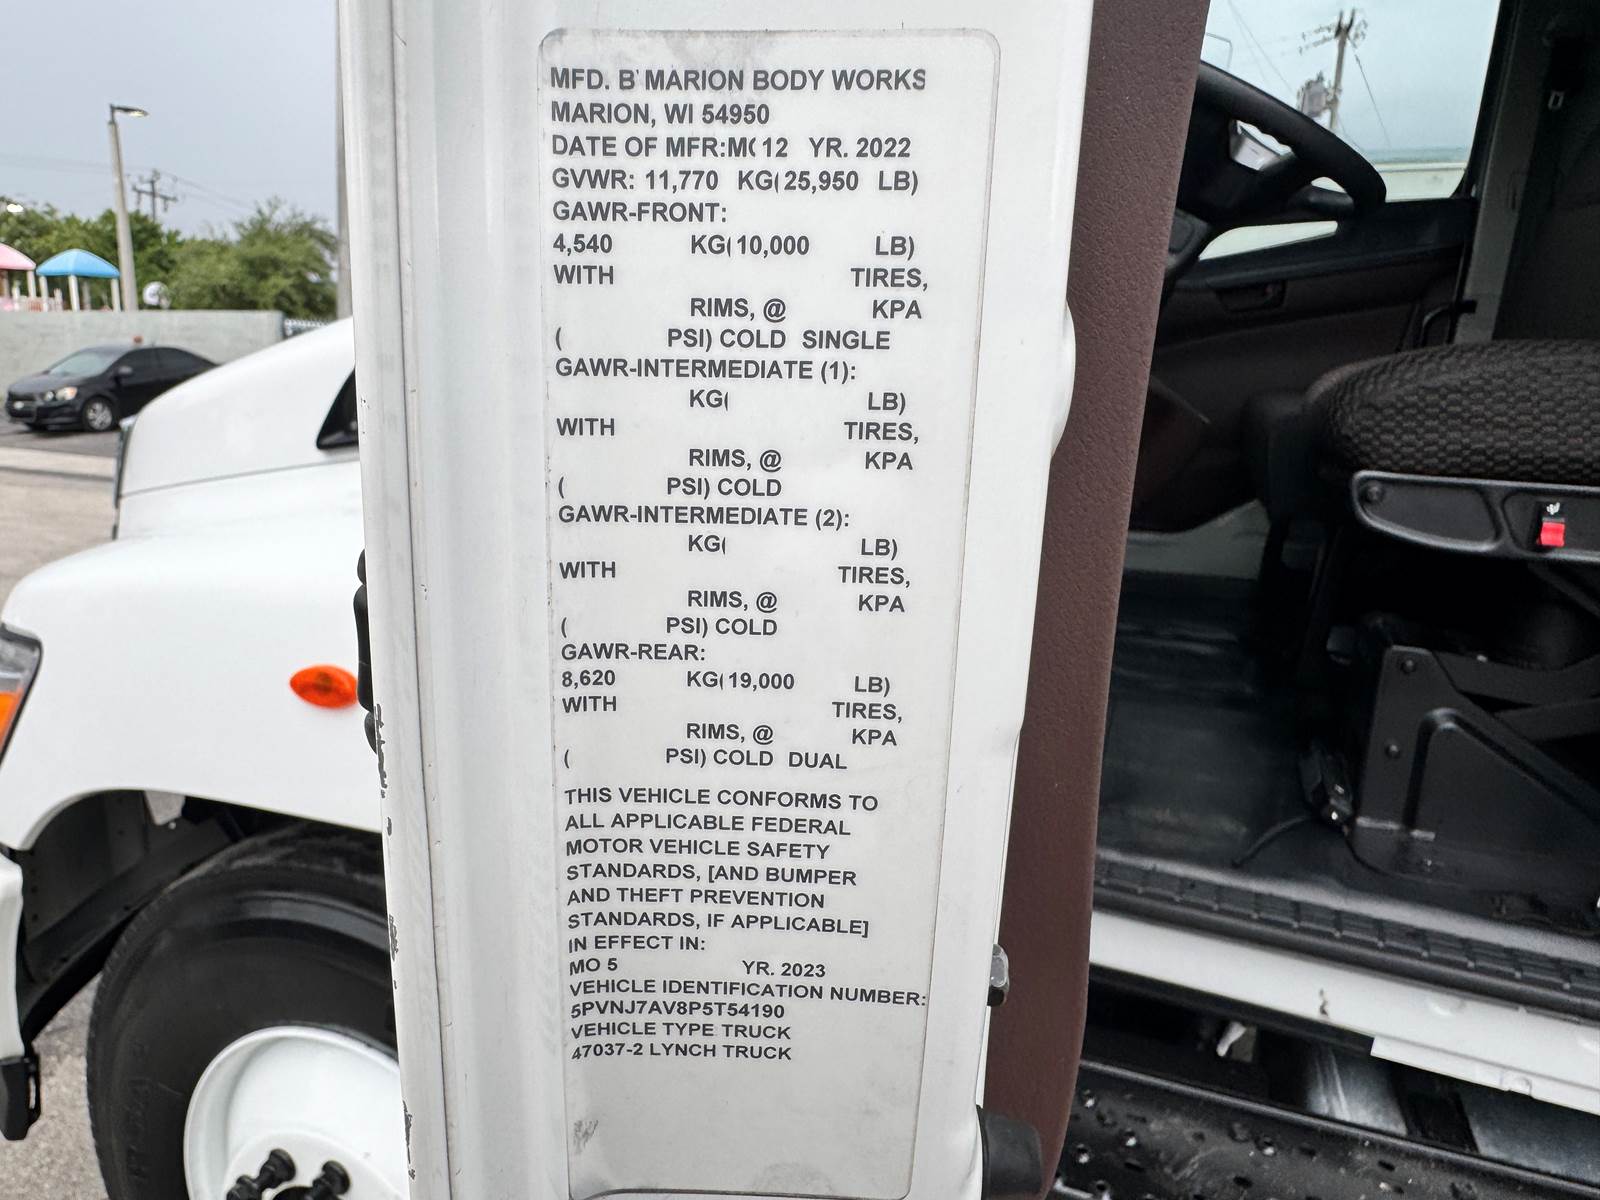 MFD. B' MARION BODY WORKS
MARION, WI 54950
DATE OF MFR:M( 12 YR. 2022
GVWR: 11,770 KG( 25,950 LB)
GAWR-FRONT:
4,540 KG( 10,000 LB)
WITH TIRES,
RIMS, @ KPA
( PSI) COLD SINGLE
GAWR-INTERMEDIATE (1):
KG( LB)
WITH TIRES,
RIMS, @ KPA
( PSI) COLD
GAWR-INTERMEDIATE (2):
KG( LB)
WITH TIRES,
RIMS, @ KPA
( PSI) COLD
GAWR-REAR:
8,620 KG( 19,000 LB)
WITH TIRES,
RIMS, @ KPA
( PSI) COLD DUAL
THIS VEHICLE CONFORMS TO
ALL APPLICABLE FEDERAL
MOTOR VEHICLE SAFETY
STANDARDS, [AND BUMPER
AND THEFT PREVENTION
STANDARDS, IF APPLICABLE]
IN EFFECT IN:
MO 5 YR. 2023
VEHICLE IDENTIFICATION NUMBER:
5PVNJ7AV8P5T54190
VEHICLE TYPE TRUCK
47037-2 LYNCH TRUCK